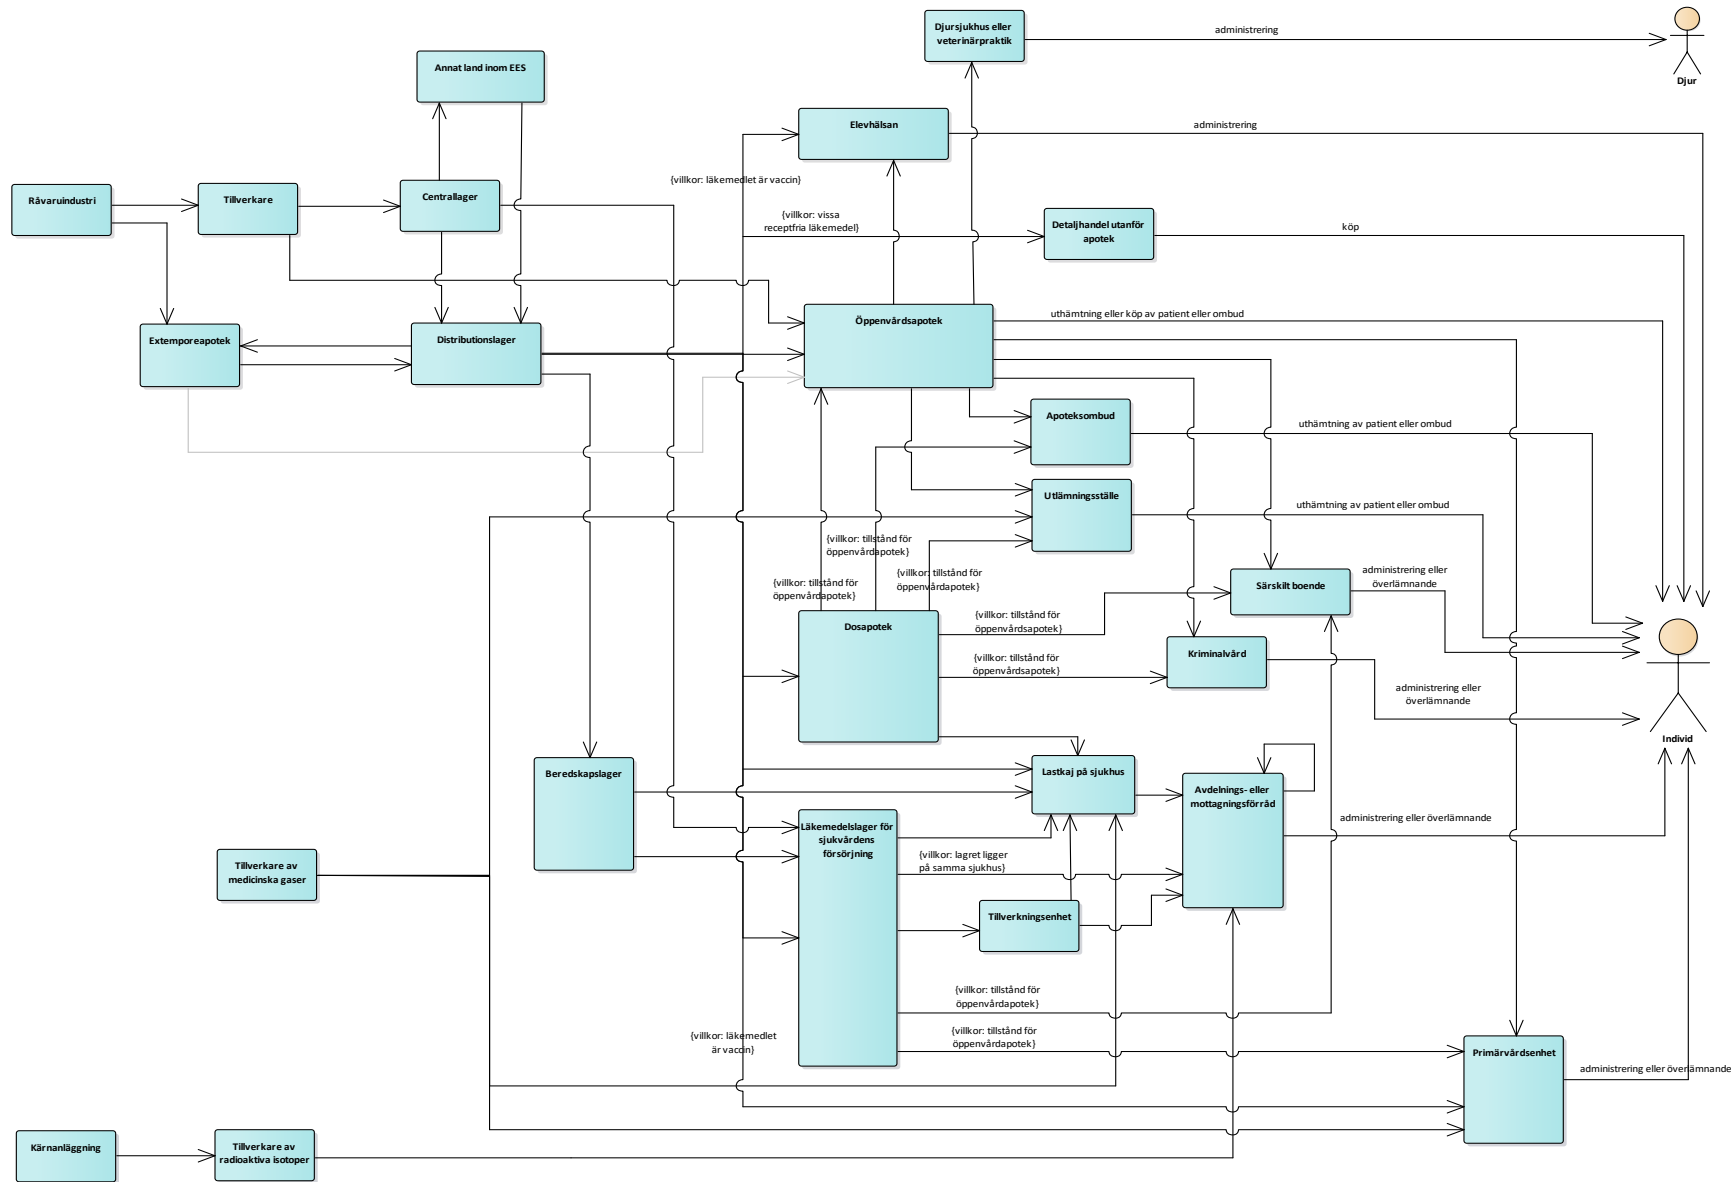 Djursjukhus eller
veterinärpraktik
administrering
Djur
Annat land inom EES
Elevhälsan
administrering
{villkor: läkemedlet är vaccin}
Råvaruindustri
Tillverkare
Centrallager
{villkor: vissa
receptfria läkemedel}
Detaljhandel utanför
apotek
köp
Öppenvårdsapotek
uthämtning eller köp av patient eller ombud
Extemporeapotek
Distributionslager
Apoteksombud
uthämtning av patient eller ombud
Utlämningsställe
uthämtning av patient eller ombud
{villkor: tillstånd för
öppenvårdapotek}
{villkor: tillstånd för
öppenvårdapotek}
{villkor: tillstånd för
öppenvårdapotek}
Särskilt boende
administrering eller
överlämnande
Dosapotek
{villkor: tillstånd för
öppenvårdsapotek}
{villkor: tillstånd för
öppenvårdsapotek}
Kriminalvård
administrering eller
överlämnande
Individ
Beredskapslager
Lastkaj på sjukhus
Avdelnings- eller
mottagningsförråd
administrering eller överlämnande
Läkemedelslager för
sjukvårdens
försörjning
{villkor: lagret ligger
på samma sjukhus}
Tillverkare av
medicinska gaser
Tillverkningsenhet
{villkor: tillstånd för
öppenvårdapotek}
{villkor: läkemedlet
är vaccin}
{villkor: tillstånd för
öppenvårdapotek}
Primärvårdsenhet
administrering eller överlämnande
Kärnanläggning
Tillverkare av
radioaktiva isotoper